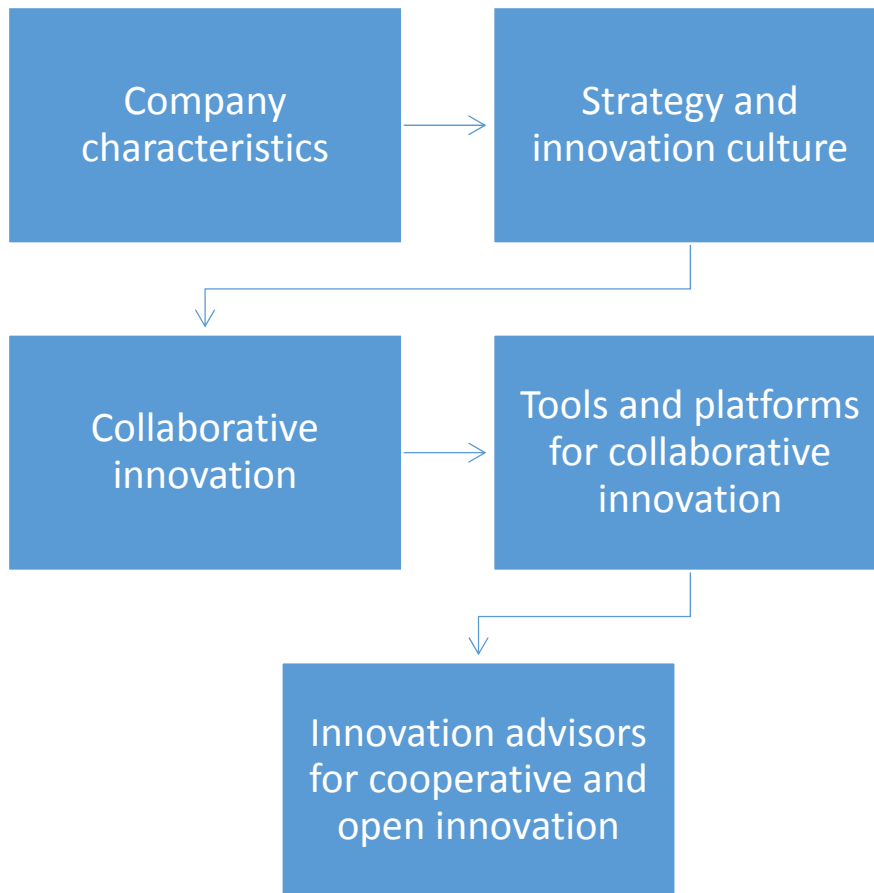 Company
characteristics
Strategy and
innovation culture
Collaborative
innovation
Tools and platforms
for collaborative
innovation
Innovation advisors
for cooperative and
open innovation